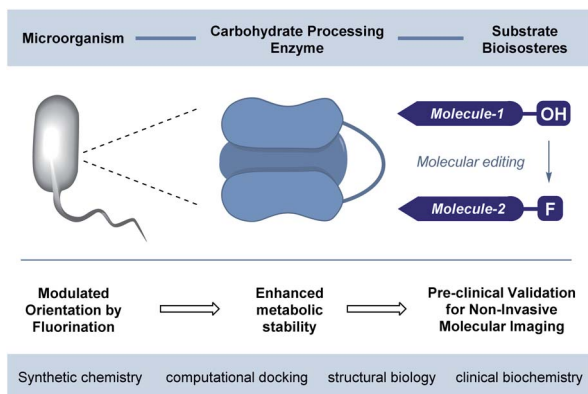 Microorganism
Carbohydrate Processing
Enzyme
Substrate
Bioisosteres
Molecule-1
OH
Molecular editing
Molecule-2
F
Modulated
Orientation by
Fluorination
Enhanced
metabolic
stability
Pre-clinical Validation
for Non-Invasive
Molecular Imaging
Synthetic chemistry computational docking structural biology clinical biochemistry